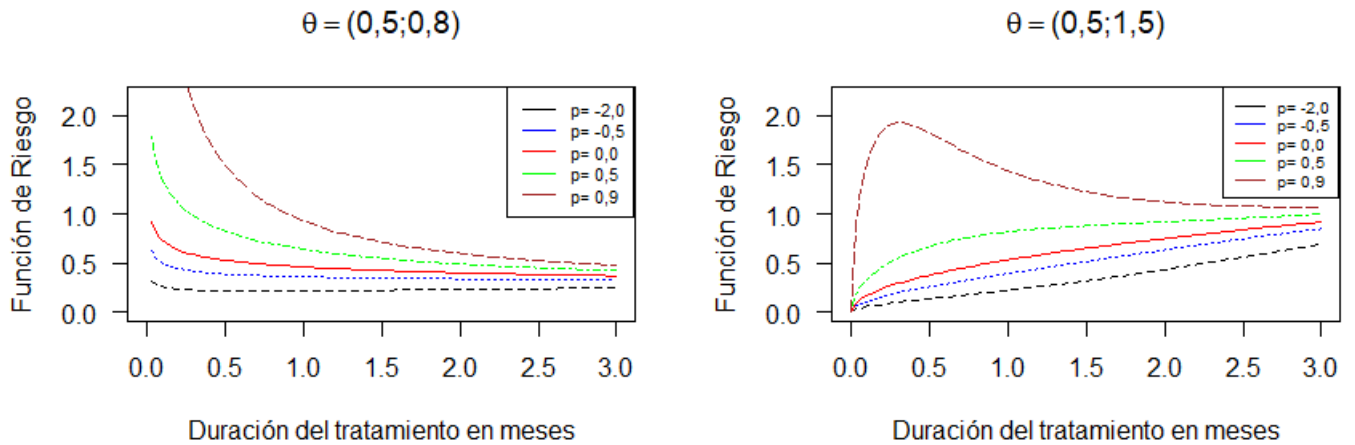 θ = (0,5;0,8)
Función de Riesgo
2.0
1.5
1.0
0.5
0.0
p= -2,0
p= -0,5
p= 0,0
p= 0,5
p= 0,9
0.0 0.5 1.0 1.5 2.0 2.5 3.0
Duración del tratamiento en meses
θ = (0,5;1,5)
Función de Riesgo
2.0
1.5
1.0
0.5
0.0
p= -2,0
p= -0,5
p= 0,0
p= 0,5
p= 0,9
0.0 0.5 1.0 1.5 2.0 2.5 3.0
Duración del tratamiento en meses